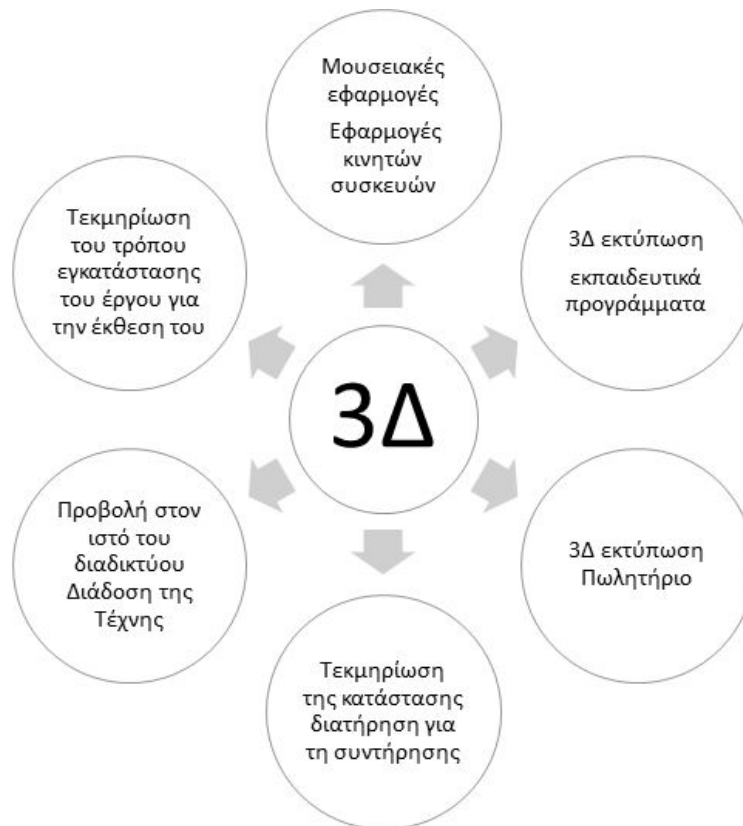 Μουσειακές
εφαρμογές
Εφαρμογές
κινητών
συσκευών
3Δ εκτύπωση
εκπαιδευτικά
προγράμματα
3Δ εκτύπωση
Πωλητήριο
Τεκμηρίωση
της κατάστασης
διατήρηση για
τη συντήρησης
Προβολή στον
ιστό του
διαδικτύου
Διάδοση της
Τέχνης
Τεκμηρίωση
του τρόπου
εγκατάστασης
του έργου για
την έκθεση του
3Δ